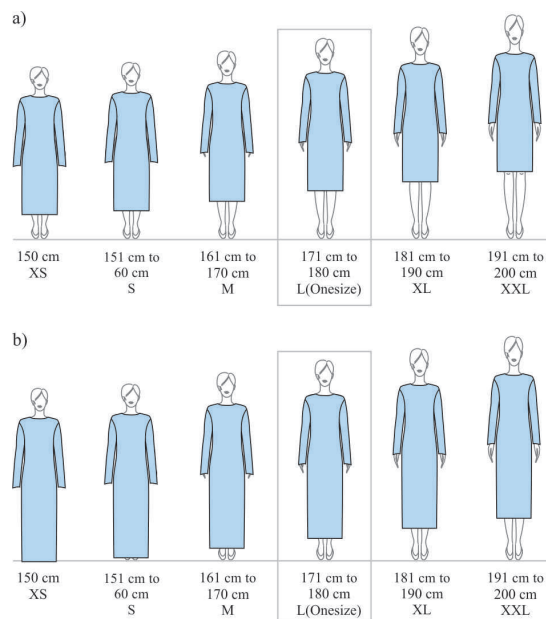 a)
150 cm
XS
151 cm to
60 cm
S
161 cm to
170 cm
M
171 cm to
180 cm
L(Onesize)
181 cm to
190 cm
XL
191 cm to
200 cm
XXL
b)
150 cm
XS
151 cm to
60 cm
S
161 cm to
170 cm
M
171 cm to
180 cm
L(Onesize)
181 cm to
190 cm
XL
191 cm to
200 cm
XXL